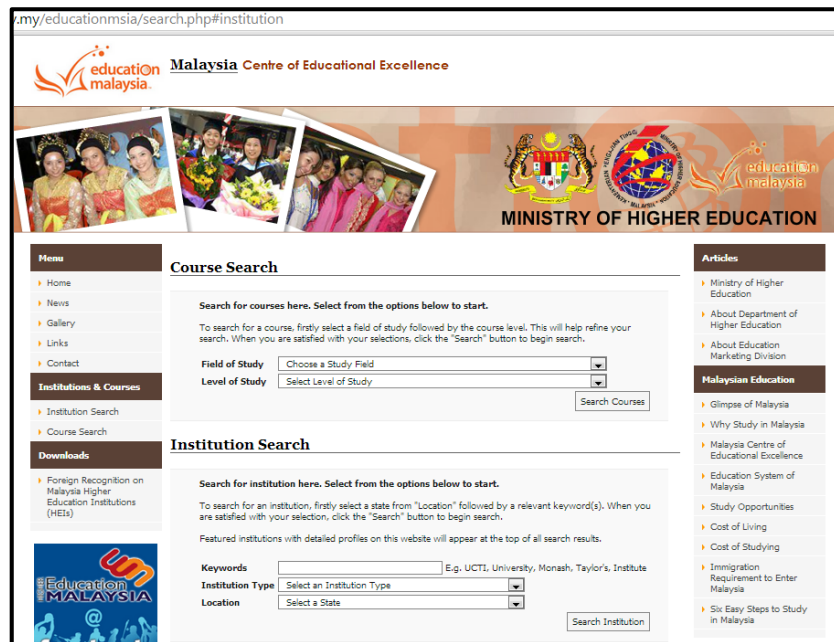 .my/educationmsia/search.php#institution
education
malaysia
Malaysia Centre of Educational Excellence
education
malaysia
MINISTRY OF HIGHER EDUCATION
Menu
Home
News
Gallery
Links
Contact
Institutions & Courses
Institution Search
Course Search
Downloads
Foreign Recognition on
Malaysia Higher
Education Institutions
(HEIs)
Education
MALAYSIA
@
Course Search
Search for courses here. Select from the options below to start.
To search for a course, firstly select a field of study followed by the course level. This will help refine your
search. When you are satisfied with your selections, click the "Search" button to begin search.
Field of Study Choose a Study Field
Level of Study Select Level of Study
Search Courses
Institution Search
Search for institution here. Select from the options below to start.
To search for an institution, firstly select a state from "Location" followed by a relevant keyword(s). When you
are satisfied with your selection, click the "Search" button to begin search.
Featured institutions with detailed profiles on this website will appear at the top of all search results.
Keywords E.g. UCTI, University, Monash, Taylor's, Institute
Institution Type Select an Institution Type
Location Select a State
Search Institution
Articles
Ministry of Higher
Education
About Department of
Higher Education
About Education
Marketing Division
Malaysian Education
Glimpse of Malaysia
Why Study in Malaysia
Malaysia Centre of
Educational Excellence
Education System of
Malaysia
Study Opportunities
Cost of Living
Cost of Studying
Immigration
Requirement to Enter
Malaysia
Six Easy Steps to Study
in Malaysia